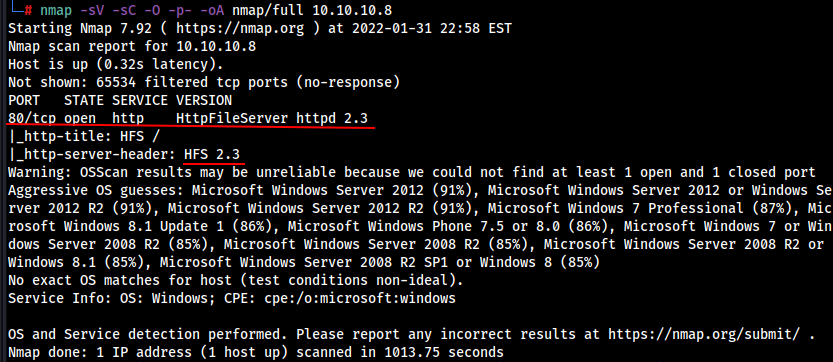 └─# nmap -sV -sC -O -p- -oA nmap/full 10.10.10.8
Starting Nmap 7.92 ( https://nmap.org ) at 2022-01-31 22:58 EST
Nmap scan report for 10.10.10.8
Host is up (0.32s latency).
Not shown: 65534 filtered tcp ports (no-response)
PORT   STATE SERVICE VERSION
80/tcp open  http    HttpFileServer httpd 2.3
|_http-title: HFS /
|_http-server-header: HFS 2.3
Warning: OSScan results may be unreliable because we could not find at least 1 open and 1 closed port
Aggressive OS guesses: Microsoft Windows Server 2012 (91%), Microsoft Windows Server 2012 or Windows Se
rver 2012 R2 (91%), Microsoft Windows Server 2012 R2 (91%), Microsoft Windows 7 Professional (87%), Mic
rosoft Windows 8.1 Update 1 (86%), Microsoft Windows Phone 7.5 or 8.0 (86%), Microsoft Windows 7 or Win
dows Server 2008 R2 (85%), Microsoft Windows Server 2008 R2 (85%), Microsoft Windows Server 2008 R2 or
Windows 8.1 (85%), Microsoft Windows Server 2008 R2 SP1 or Windows 8 (85%)
No exact OS matches for host (test conditions non-ideal).
Service Info: OS: Windows; CPE: cpe:/o:microsoft:windows
OS and Service detection performed. Please report any incorrect results at https://nmap.org/submit/ .
Nmap done: 1 IP address (1 host up) scanned in 1013.75 seconds